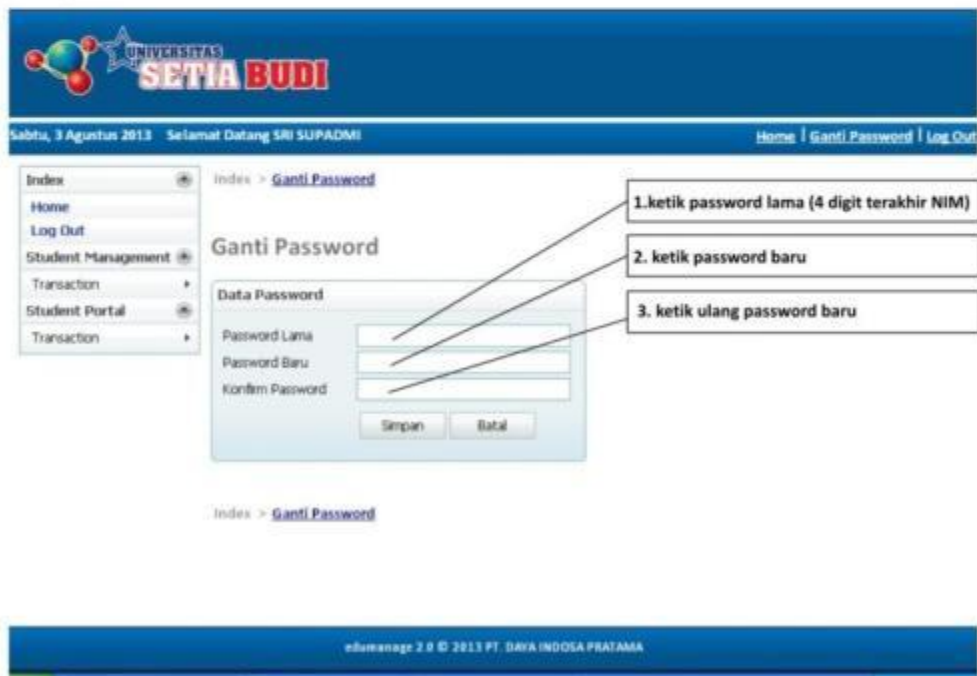 UNIVERSITAS
SETIA BUDI
Sabtu, 3 Agustus 2013 Selamat Datang SRI SUPADMI
Home | Ganti Password | Log Out
Index
Home
Log Out
Student Management
Transaction
Student Portal
Transaction
Index > Ganti Password
Ganti Password
Data Password
Password Lama
Password Baru
Konfirm Password
Simpan Batal
1.ketik password lama (4 digit terakhir NIM)
2. ketik password baru
3. ketik ulang password baru
Index > Ganti Password
edumanage 2.0 © 2013 PT. DAYA INDOSA PRATAMA